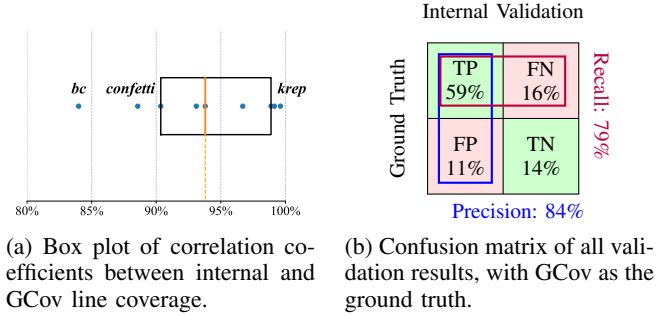 bc
confetti
krep
80%
85%
90%
95%
100%
(a) Box plot of correlation co-
efficients between internal and
GCov line coverage.
Internal Validation
Ground Truth
TP
59%
FN
16%
FP
11%
TN
14%
Recall: 79%
Precision: 84%
(b) Confusion matrix of all vali-
dation results, with GCov as the
ground truth.